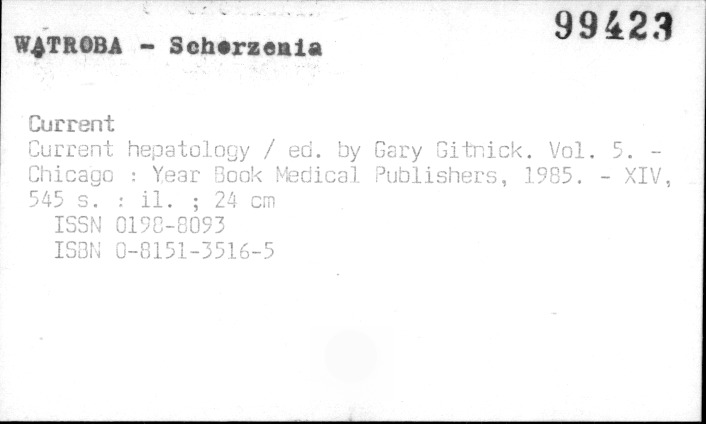 99423
WĄTROBA - Schorzenia
Current
Current hepatology / ed. by Gary Gitnick. Vol. 5. -
Chicago : Year Book Medical Publishers, 1985. - XIV,
545 s. : il. ; 24 cm
ISSN 0198-8093
ISBN 0-8151-3516-5